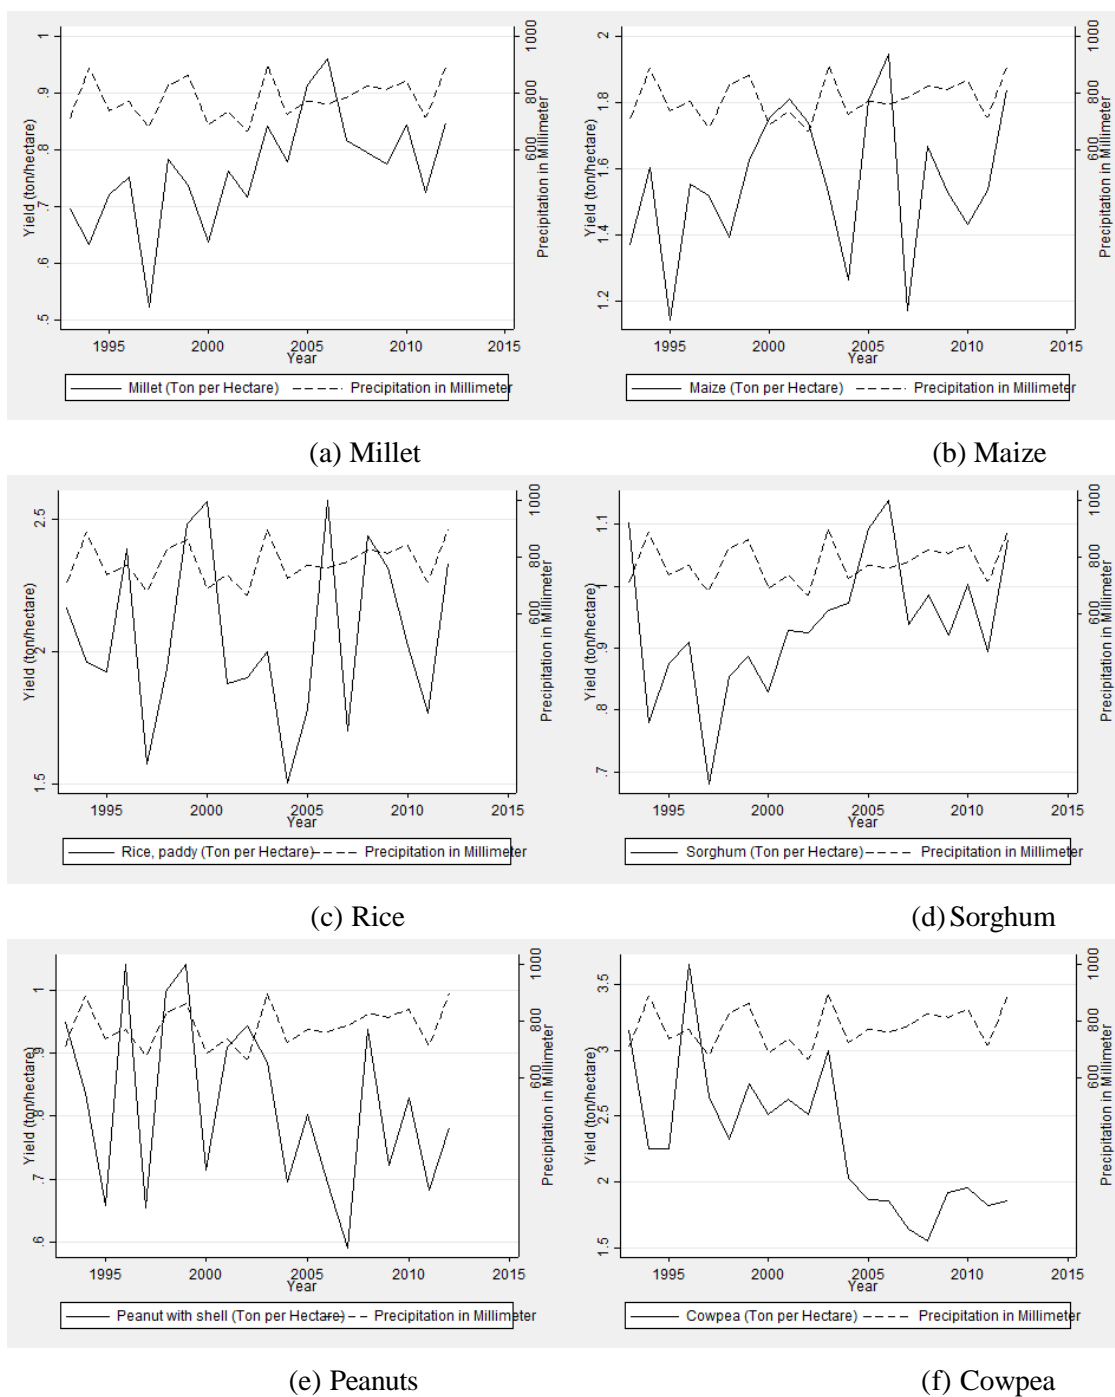 1
.9
.8
.7
.6
.5
Yield (ton/hectare)
1000
800
600
Precipitation in Millimeter
1995 2000 2005 2010 2015
Year
Millet (Ton per Hectare) Precipitation in Millimeter
(a) Millet
2
1.8
1.6
1.4
1.2
Yield (ton/hectare)
1000
800
600
Precipitation in Millimeter
1995 2000 2005 2010 2015
Year
Maize (Ton per Hectare) Precipitation in Millimeter
(b) Maize
2.5
2
1.5
Yield (ton/hectare)
1000
800
600
Precipitation in Millimeter
1995 2000 2005 2010 2015
Year
Rice, paddy (Ton per Hectare) Precipitation in Millimeter
(c) Rice
1.1
1
.9
.8
.7
Yield (ton/hectare)
1000
800
600
Precipitation in Millimeter
1995 2000 2005 2010 2015
Year
Sorghum (Ton per Hectare) Precipitation in Millimeter
(d) Sorghum
1
.9
.8
.7
.6
Yield (ton/hectare)
1000
800
600
Precipitation in Millimeter
1995 2000 2005 2010 2015
Year
Peanut with shell (Ton per Hectare) Precipitation in Millimeter
(e) Peanuts
3.5
3
2.5
2
1.5
Yield (ton/hectare)
1000
800
600
Precipitation in Millimeter
1995 2000 2005 2010 2015
Year
Cowpea (Ton per Hectare) Precipitation in Millimeter
(f) Cowpea